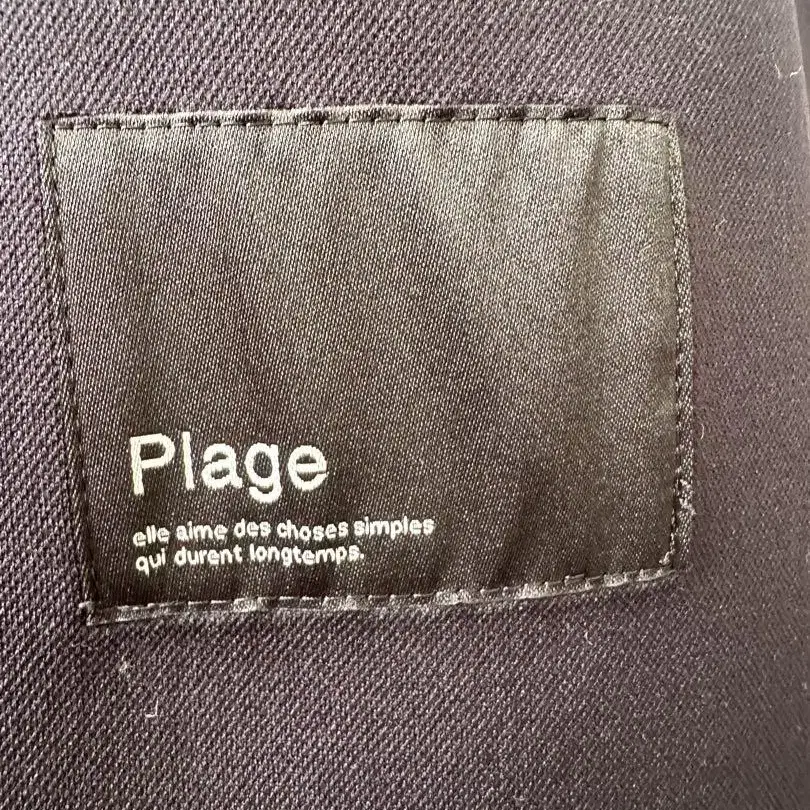 Plage
elle aime des choses simples
qui durent longtemps.